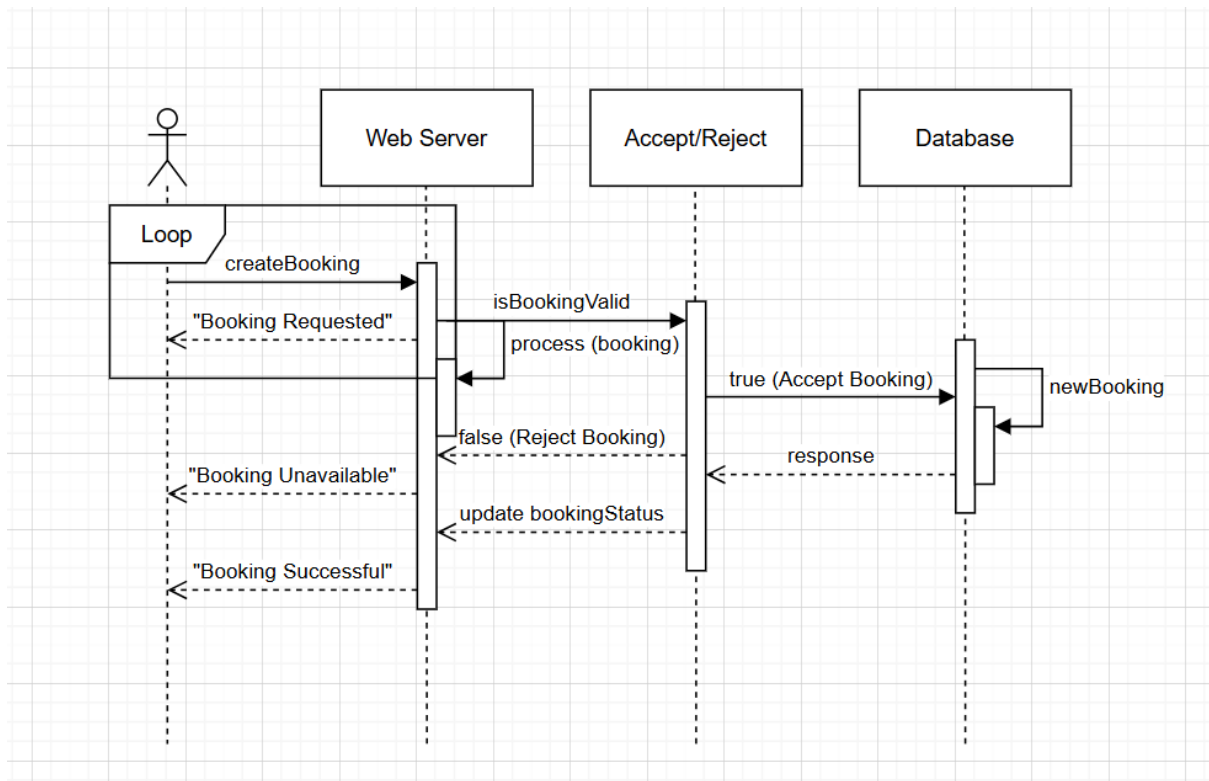 Web Server
Accept/Reject
Database
Loop
createBooking
isBookingValid
"Booking Requested"
process (booking)
true (Accept Booking)
newBooking
false (Reject Booking)
response
"Booking Unavailable"
update bookingStatus
"Booking Successful"